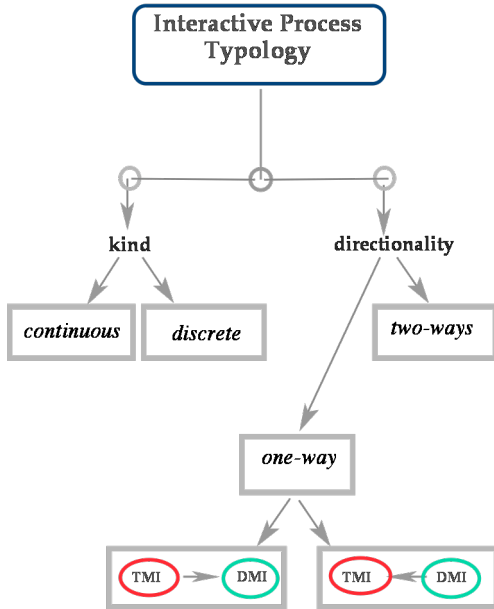 Interactive Process
Typology
kind
directionality
continuous
discrete
two-ways
one-way
TMI
DMI
TMI
DMI